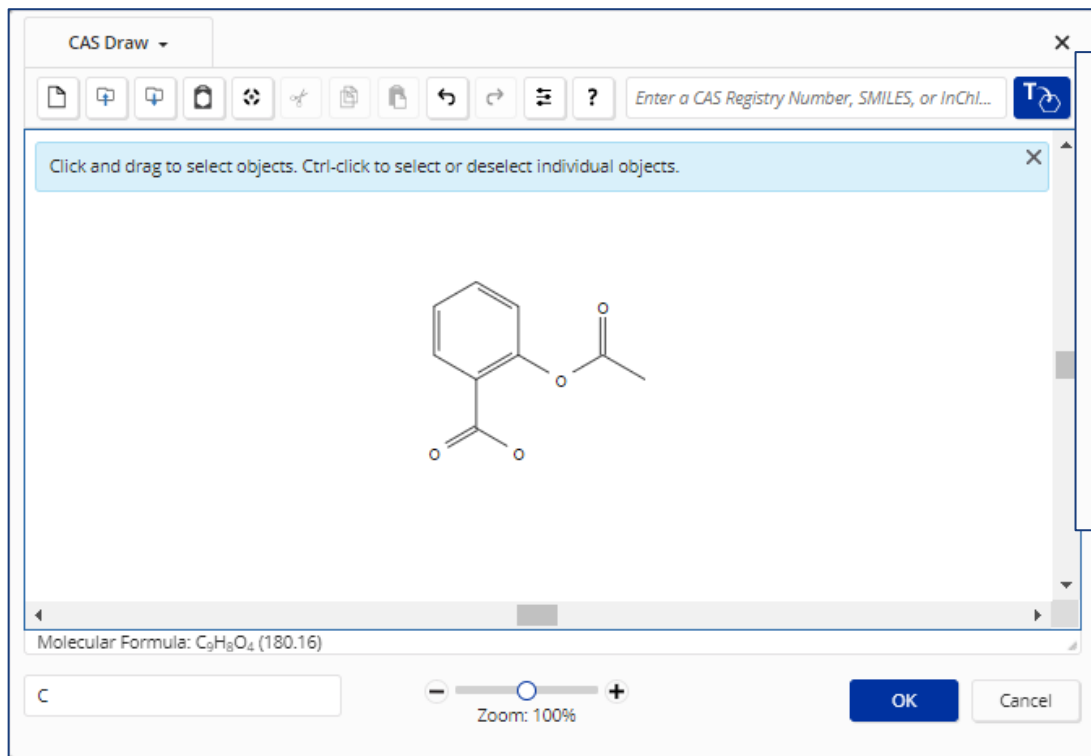 CAS Draw
?
Enter a CAS Registry Number, SMILES, or InChI...
T
Click and drag to select objects. Ctrl-click to select or deselect individual objects.
O
O
O
O
Molecular Formula: C₉H₈O₄ (180.16)
C
Zoom: 100%
OK
Cancel